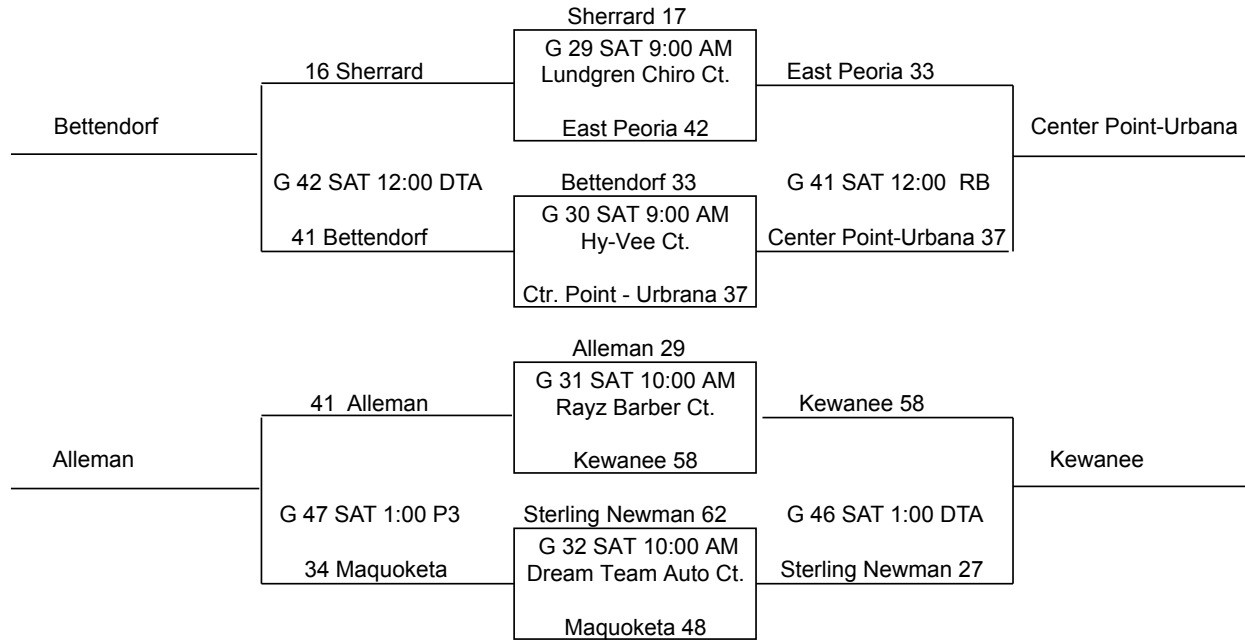 Sherrard 17
G 29 SAT 9:00 AM
16 Sherrard
Lundgren Chiro Ct.
East Peoria 33
Bettendorf
East Peoria 42
Center Point-Urbana
G 42 SAT 12:00 DTA
Bettendorf 33
G 41 SAT 12:00  RB
G 30 SAT 9:00 AM
41 Bettendorf
Hy-Vee Ct.
Center Point-Urbana 37
Ctr. Point - Urbrana 37
Alleman 29
G 31 SAT 10:00 AM
41  Alleman
Rayz Barber Ct.
Kewanee 58
Alleman
Kewanee 58
Kewanee
G 47 SAT 1:00 P3
Sterling Newman 62
G 46 SAT 1:00 DTA
G 32 SAT 10:00 AM
34 Maquoketa
Dream Team Auto Ct.
Sterling Newman 27
Maquoketa 48